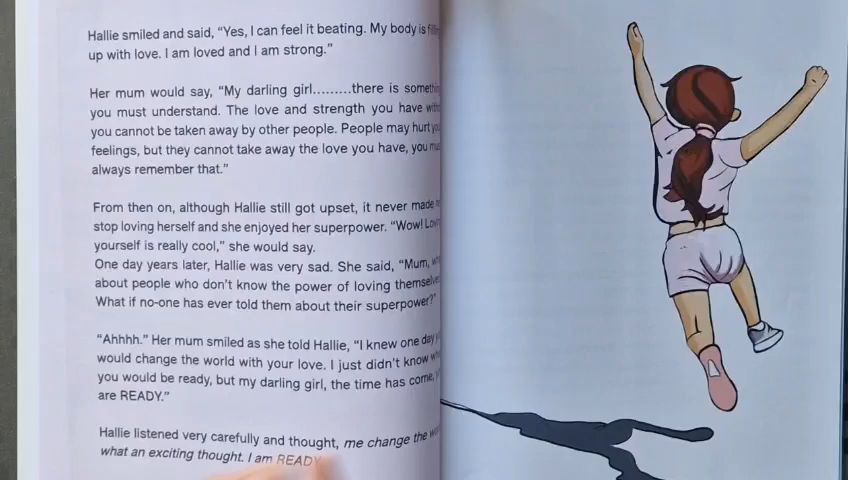 Hallie smiled and said, “Yes, I can feel it beating. My body is
up with love. I am loved and I am strong.”
Her mum would say, “My darling girl.........there is
you must understand. The love and strength you have
you cannot be taken away by other people. People may hurt
feelings, but they cannot take away the love you have, you
always remember that.”
From then on, although Hallie still got upset, it never made
stop loving herself and she enjoyed her superpower. “Wow!
yourself is really cool,” she would say.
One day years later, Hallie was very sad. She said, “Mum,
about people who don’t know the power of loving
What if no-one has ever told them about their superpower?”
“Ahhhh.” Her mum smiled as she told Hallie, “I knew one day
would change the world with your love. I just didn’t know
you would be ready, but my darling girl, the time has come,
are READY.”
Hallie listened very carefully and thought, me change the
what an exciting thought. I am READY